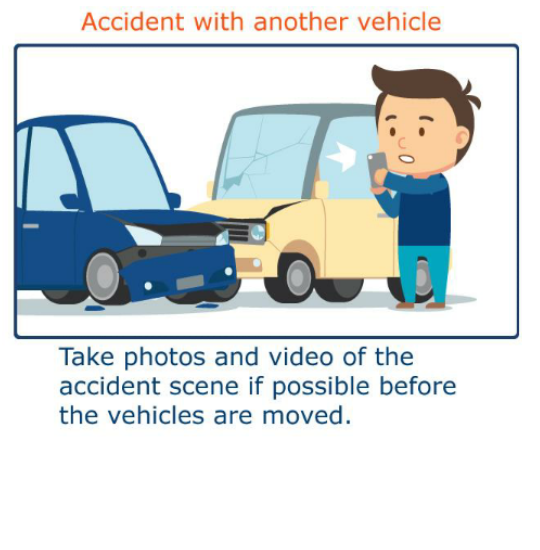 Accident with another vehicle
Take photos and video of the
accident scene if possible before
the vehicles are moved.